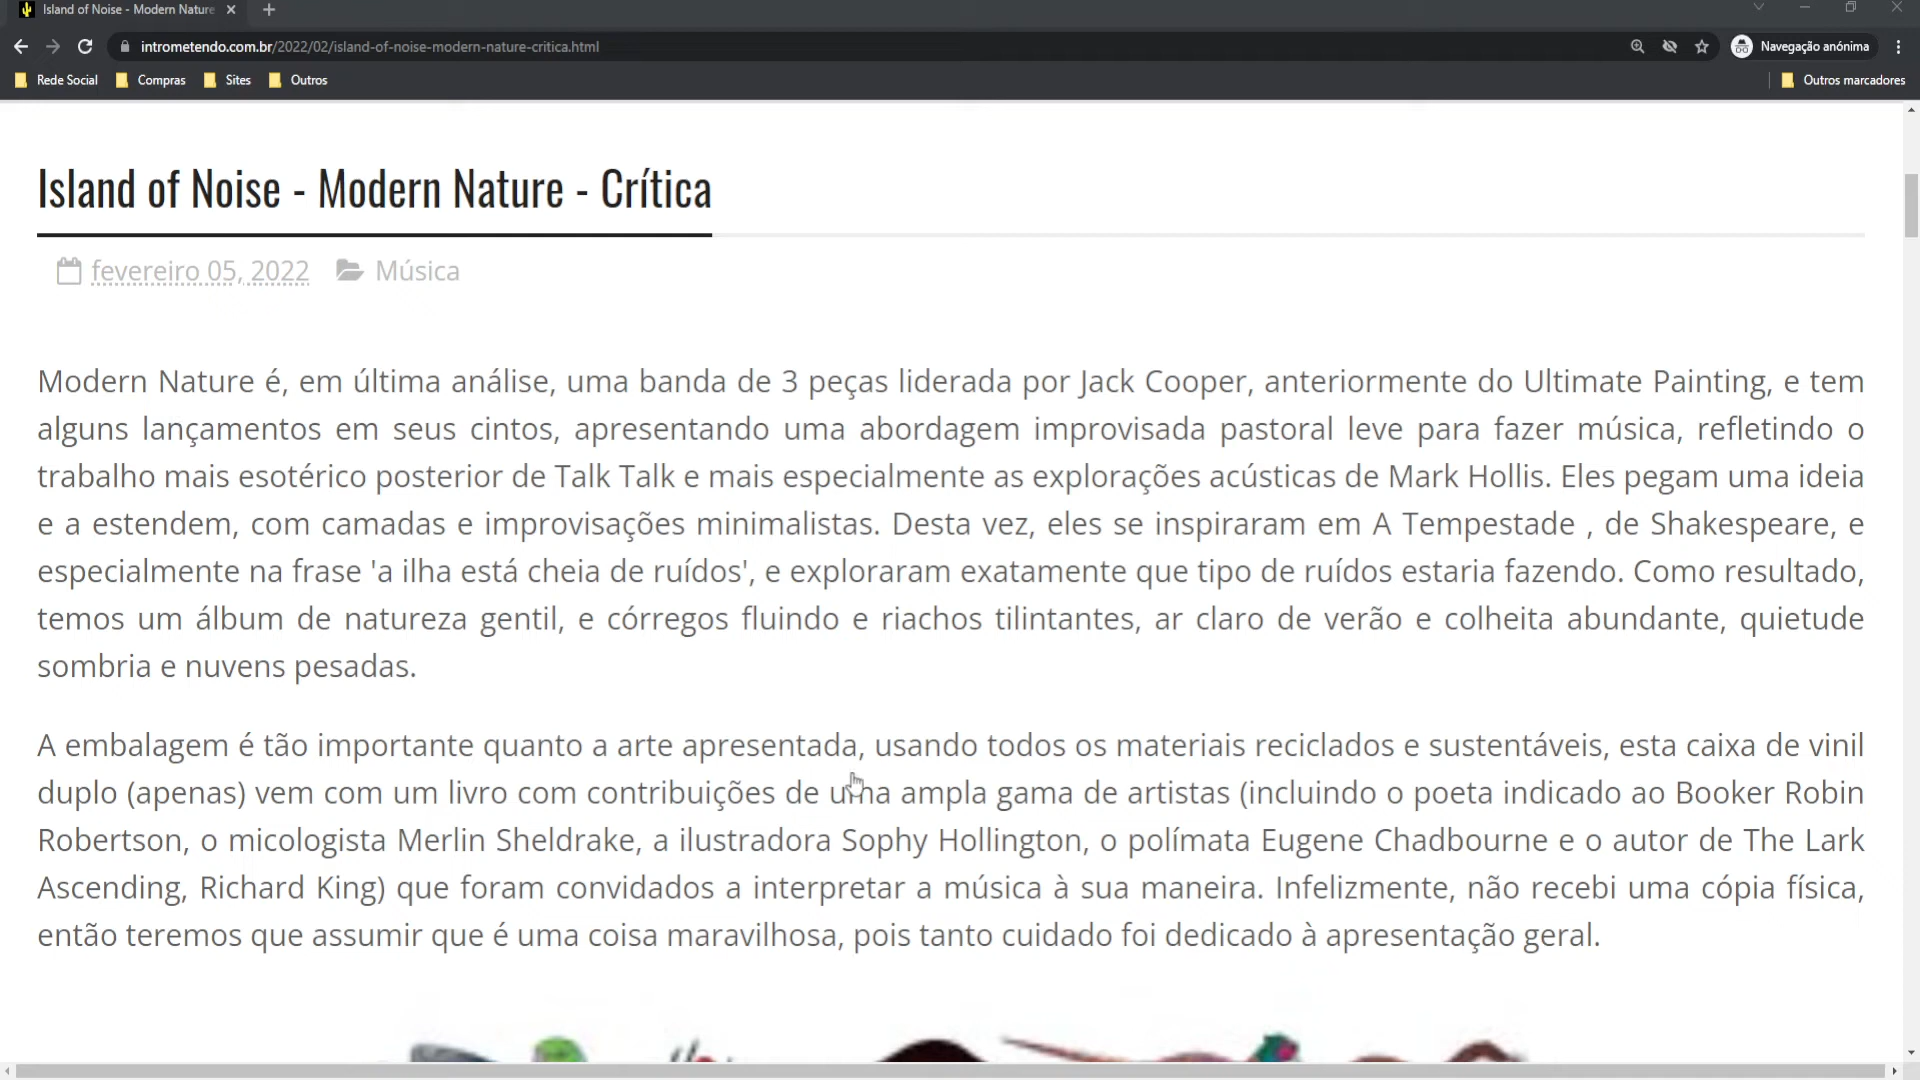 Island of Noise - Modern Nature
intrometendo.com.br/2022/02/island-of-noise-modern-nature-critica.html
Navegação anónima
Rede Social
Compras
Sites
Outros
Outros marcadores
Island of Noise - Modern Nature - Crítica
fevereiro 05, 2022
Música
Modern Nature é, em última análise, uma banda de 3 peças liderada por Jack Cooper, anteriormente do Ultimate Painting, e tem
alguns lançamentos em seus cintos, apresentando uma abordagem improvisada pastoral leve para fazer música, refletindo o
trabalho mais esotérico posterior de Talk Talk e mais especialmente as explorações acústicas de Mark Hollis. Eles pegam uma ideia
e a estendem, com camadas e improvisações minimalistas. Desta vez, eles se inspiraram em A Tempestade , de Shakespeare, e
especialmente na frase 'a ilha está cheia de ruídos', e exploraram exatamente que tipo de ruídos estaria fazendo. Como resultado,
temos um álbum de natureza gentil, e córregos fluindo e riachos tilintantes, ar claro de verão e colheita abundante, quietude
sombria e nuvens pesadas.
A embalagem é tão importante quanto a arte apresentada, usando todos os materiais reciclados e sustentáveis, esta caixa de vinil
duplo (apenas) vem com um livro com contribuições de uma ampla gama de artistas (incluindo o poeta indicado ao Booker Robin
Robertson, o micologista Merlin Sheldrake, a ilustradora Sophy Hollington, o polímata Eugene Chadbourne e o autor de The Lark
Ascending, Richard King) que foram convidados a interpretar a música à sua maneira. Infelizmente, não recebi uma cópia física,
então teremos que assumir que é uma coisa maravilhosa, pois tanto cuidado foi dedicado à apresentação geral.